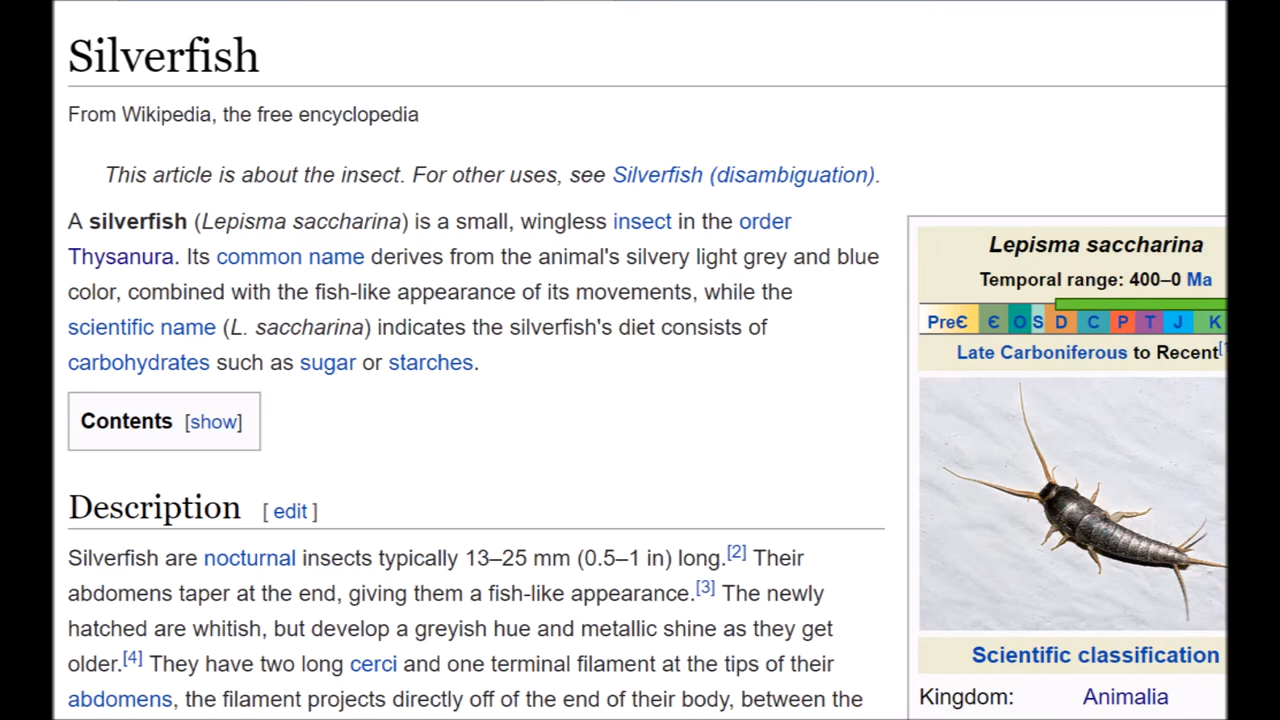 Silverfish
From Wikipedia, the free encyclopedia
This article is about the insect. For other uses, see Silverfish (disambiguation).
A silverfish (Lepisma saccharina) is a small, wingless insect in the order
Thysanura. Its common name derives from the animal's silvery light grey and blue
color, combined with the fish-like appearance of its movements, while the
scientific name (L. saccharina) indicates the silverfish's diet consists of
carbohydrates such as sugar or starches.
Contents [show]
Description [ edit ]
Silverfish are nocturnal insects typically 13–25 mm (0.5–1 in) long.[2] Their
abdomens taper at the end, giving them a fish-like appearance.[3] The newly
hatched are whitish, but develop a greyish hue and metallic shine as they get
older.[4] They have two long cerci and one terminal filament at the tips of their
abdomens, the filament projects directly off of the end of their body, between the
Lepisma saccharina
Temporal range: 400–0 Ma
PreЄ Є O S D C P T J K
Late Carboniferous to Recent
Scientific classification
Kingdom: Animalia